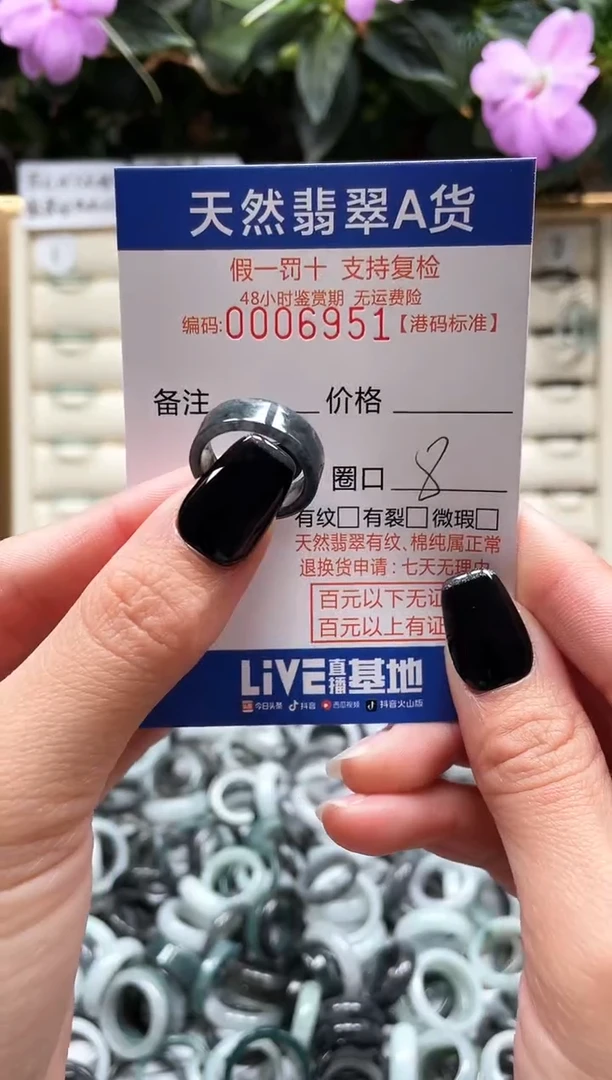 天然翡翠A货
假一罚十 支持复检
48小时鉴赏期 无运费险
编码:0006951【港码标准】
备注 价格
圈口 8
有纹□有裂□微瑕□
天然翡翠有纹、棉纯属正常
退换货申请:七天无理由
百元以下无证
百元以上有证
LiVE直播基地
今日头条 抖音 西瓜视频 抖音火山版